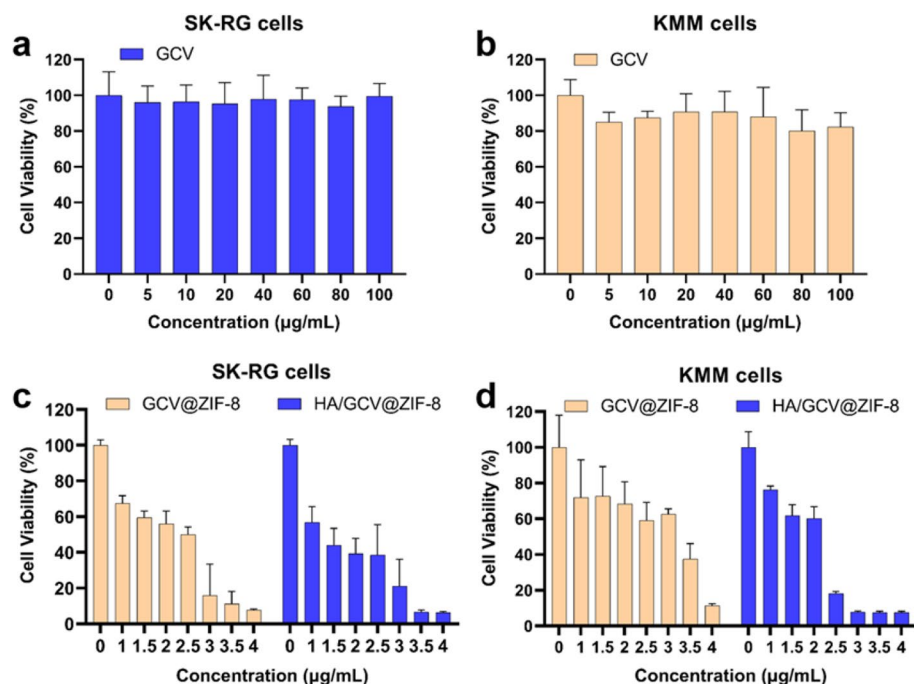 a
SK-RG cells
GCV
Cell Viability (%)
120
100
80
60
40
20
0
0 5 10 20 40 60 80 100
Concentration (µg/mL)
b
KMM cells
GCV
Cell Viability (%)
120
100
80
60
40
20
0
0 5 10 20 40 60 80 100
Concentration (µg/mL)
c
SK-RG cells
GCV@ZIF-8 HA/GCV@ZIF-8
Cell Viability (%)
120
100
80
60
40
20
0
0 1 1.5 2 2.5 3 3.5 4 0 1 1.5 2 2.5 3 3.5 4
Concentration (µg/mL) Concentration (µg/mL)
d
KMM cells
GCV@ZIF-8 HA/GCV@ZIF-8
Cell Viability (%)
120
100
80
60
40
20
0
0 1 1.5 2 2.5 3 3.5 4 0 1 1.5 2 2.5 3 3.5 4
Concentration (µg/mL) Concentration (µg/mL)